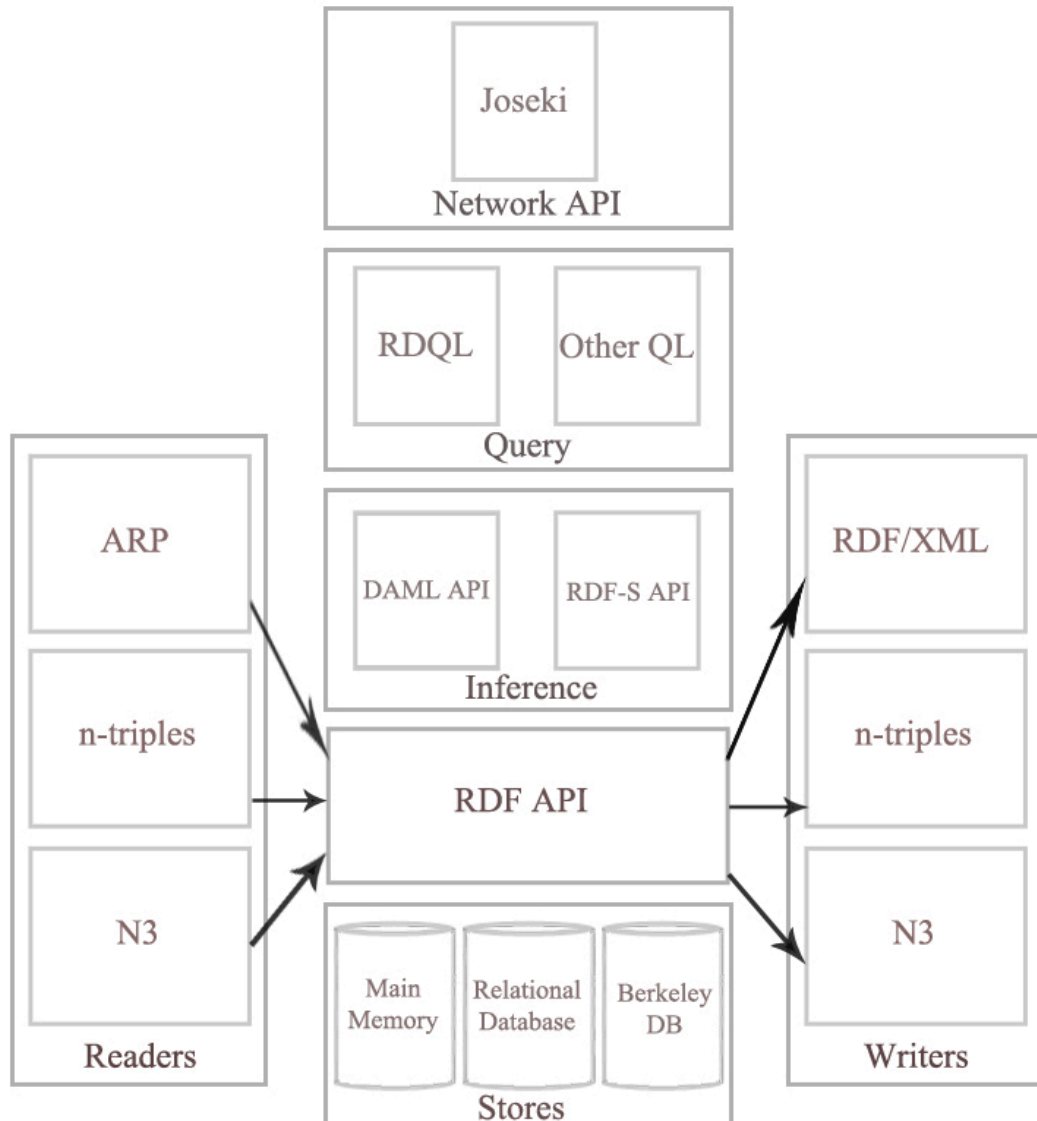 Joseki
Network API
RDQL
Other QL
Query
ARP
n-triples
N3
Readers
DAML API
RDF-S API
Inference
RDF API
Main
Memory
Relational
Database
Berkeley
DB
Stores
RDF/XML
n-triples
N3
Writers